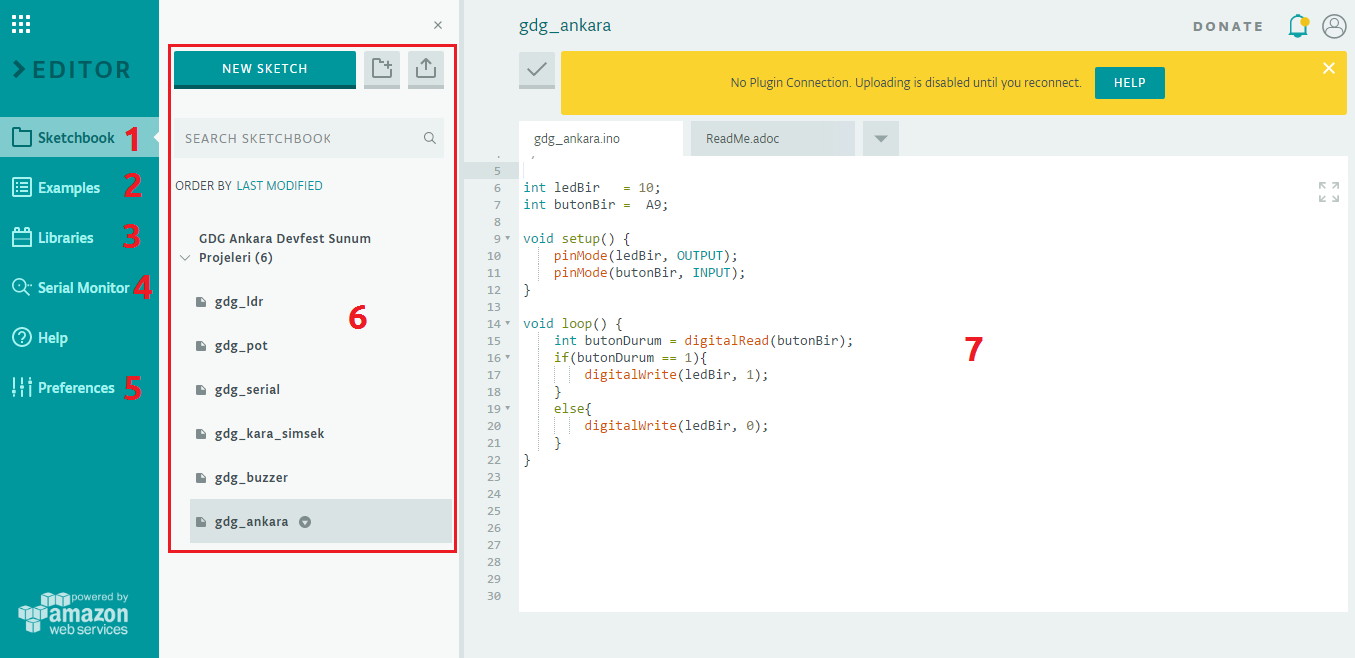 EDITOR
Sketchbook 1
Examples 2
Libraries 3
Serial Monitor 4
Help
Preferences 5
powered by
amazon
web services
×
NEW SKETCH
SEARCH SKETCHBOOK
ORDER BY LAST MODIFIED
GDG Ankara Devfest Sunum
Projeleri (6)
gdg_ldr
6
gdg_pot
gdg_serial
gdg_kara_simsek
gdg_buzzer
gdg_ankara
gdg_ankara
DONATE
No Plugin Connection. Uploading is disabled until you reconnect. HELP
gdg_ankara.ino ReadMe.adoc
5
6 int ledBir   = 10;
7 int butonBir =  A9;
8
9 void setup() {
10     pinMode(ledBir, OUTPUT);
11     pinMode(butonBir, INPUT);
12 }
13
14 void loop() {
15     int butonDurum = digitalRead(butonBir);
16     if(butonDurum == 1){
17         digitalWrite(ledBir, 1);
18     }
19     else{
20         digitalWrite(ledBir, 0);
21     }
22 }
23
24
25
26
27
28
29
30
7